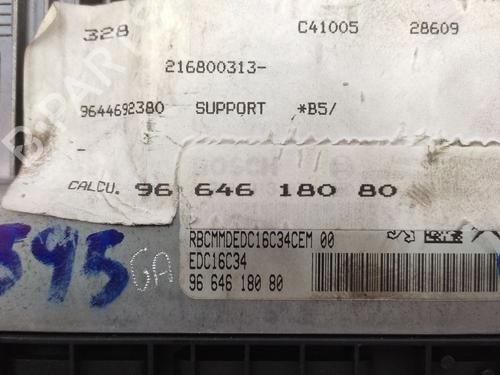 328 C41005 28609
216800313-
9644692380 SUPPORT *B5/
BOSCH
CALCU. 96 646 180 80
RBCMMDEDC16C34CEM 00
EDC16C34
96 646 180 80
595 GA